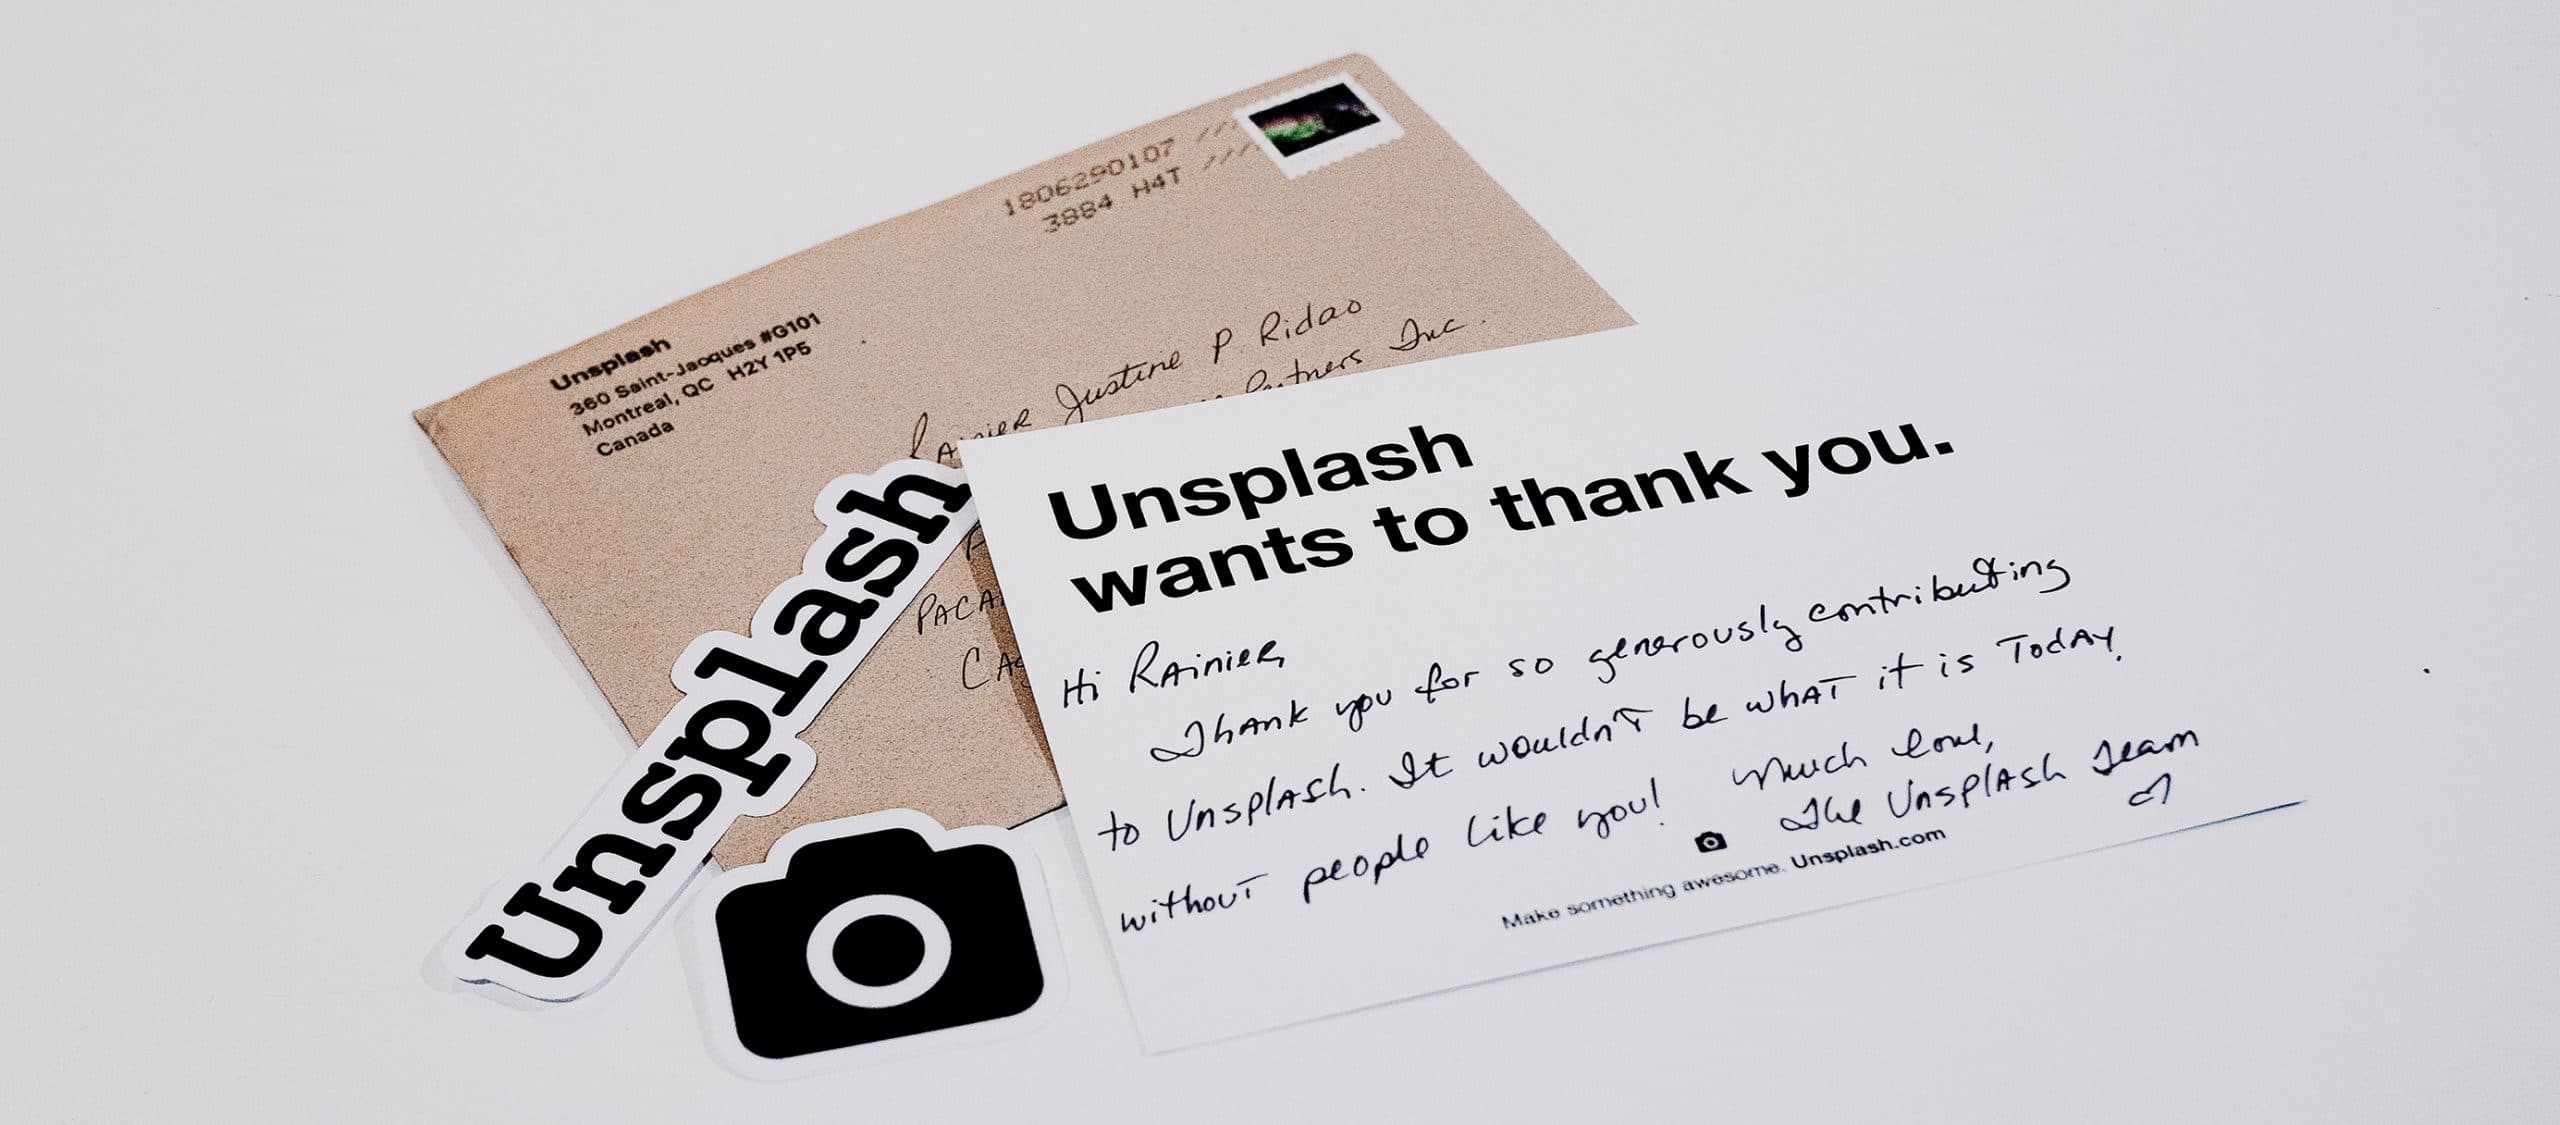 1806290107
3884 H4T
Unsplash
360 Saint-Jacques #G101
Montreal, QC H2Y 1P5
Canada
Rainier Justine P. Ridao
Partners Inc.
Unsplash
Unsplash
wants to thank you.
Hi Rainier,
Thank you for so generously contributing
to Unsplash. It wouldn't be what it is today
without people like you! Much love,
The Unsplash Team
Make something awesome. Unsplash.com